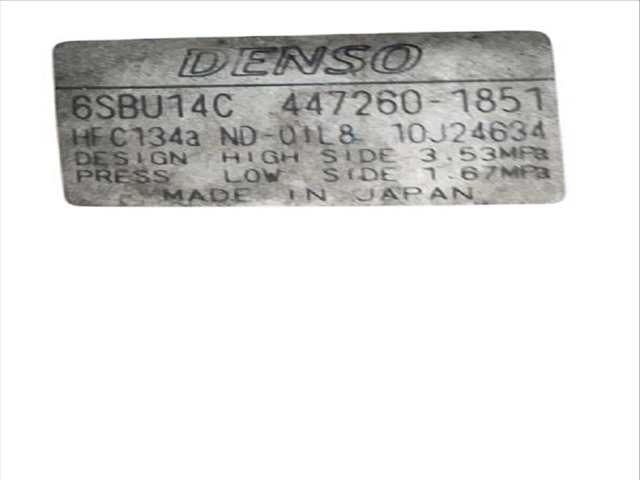 DENSO
6SBU14C 447260-1851
HFC134a ND-OIL8 10J24634
DESIGN HIGH SIDE 3.53MPa
PRESS LOW SIDE 1.67MPa
MADE IN JAPAN